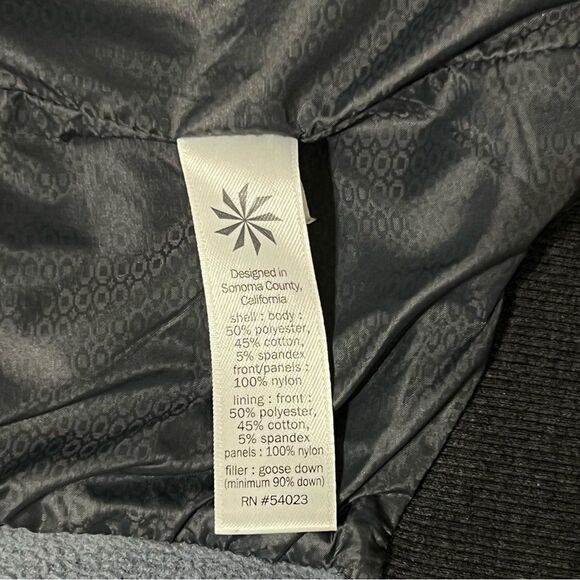 Designed in
Sonoma County,
California
shell : body :
50% polyester,
45% cotton,
5% spandex
front/panels :
100% nylon
lining : front :
50% polyester,
45% cotton,
5% spandex
panels : 100% nylon
filler : goose down
(minimum 90% down)
RN #54023